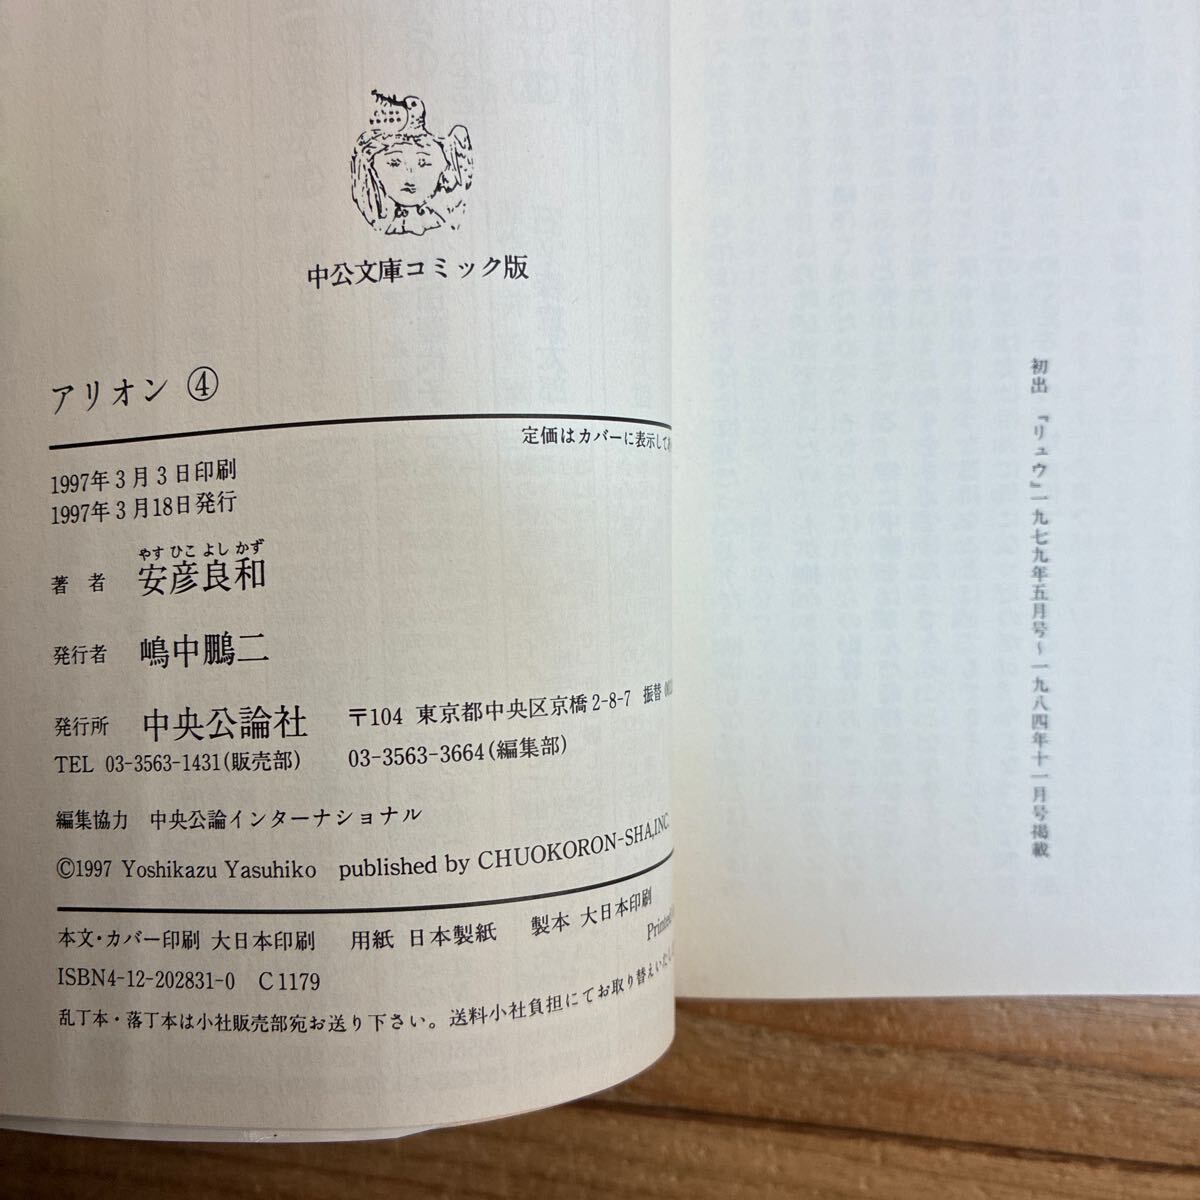 中公文庫コミック版
アリオン ④
定価はカバーに表示して
1997年3月3日印刷
1997年3月18日発行
やす ひこ よし かず
著 者 安彦良和
発行者 嶋中鵬二
発行所 中央公論社 〒104 東京都中央区京橋2-8-7 振替
TEL 03-3563-1431(販売部) 03-3563-3664(編集部)
編集協力 中央公論インターナショナル
©1997 Yoshikazu Yasuhiko published by CHUOKORON-SHA,INC.
本文・カバー印刷 大日本印刷 用紙 日本製紙 製本 大日本印刷
Printed
ISBN4-12-202831-0 C1179
乱丁本・落丁本は小社販売部宛お送り下さい。送料小社負担にてお取り替えいた
初出 『リュウ』一九七九年五月号~一九八四年十一月号掲載